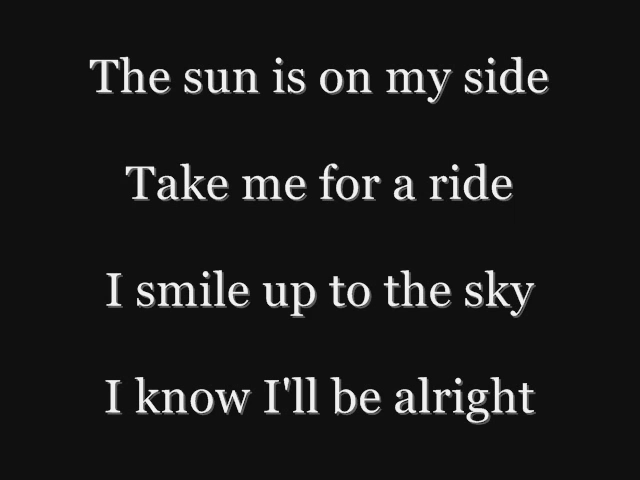 The sun is on my side
Take me for a ride
I smile up to the sky
I know I'll be alright